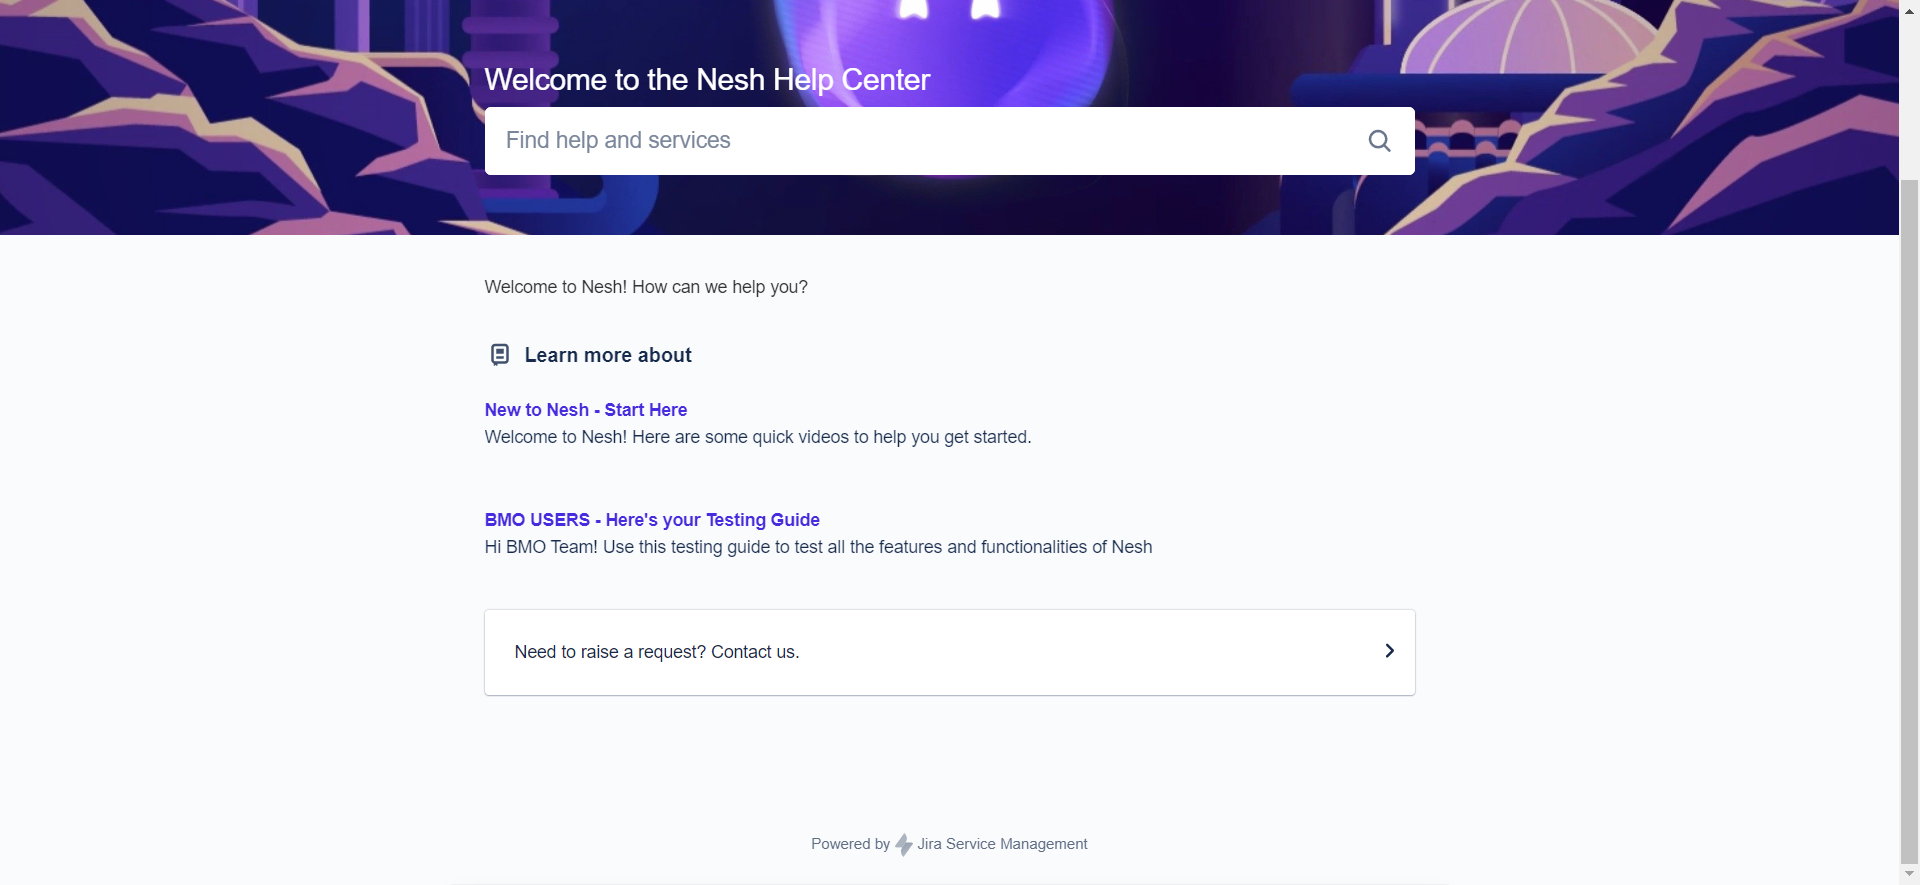 Welcome to the Nesh Help Center
Find help and services
Welcome to Nesh! How can we help you?
Learn more about
New to Nesh - Start Here
Welcome to Nesh! Here are some quick videos to help you get started.
BMO USERS - Here's your Testing Guide
Hi BMO Team! Use this testing guide to test all the features and functionalities of Nesh
Need to raise a request? Contact us.
Powered by Jira Service Management